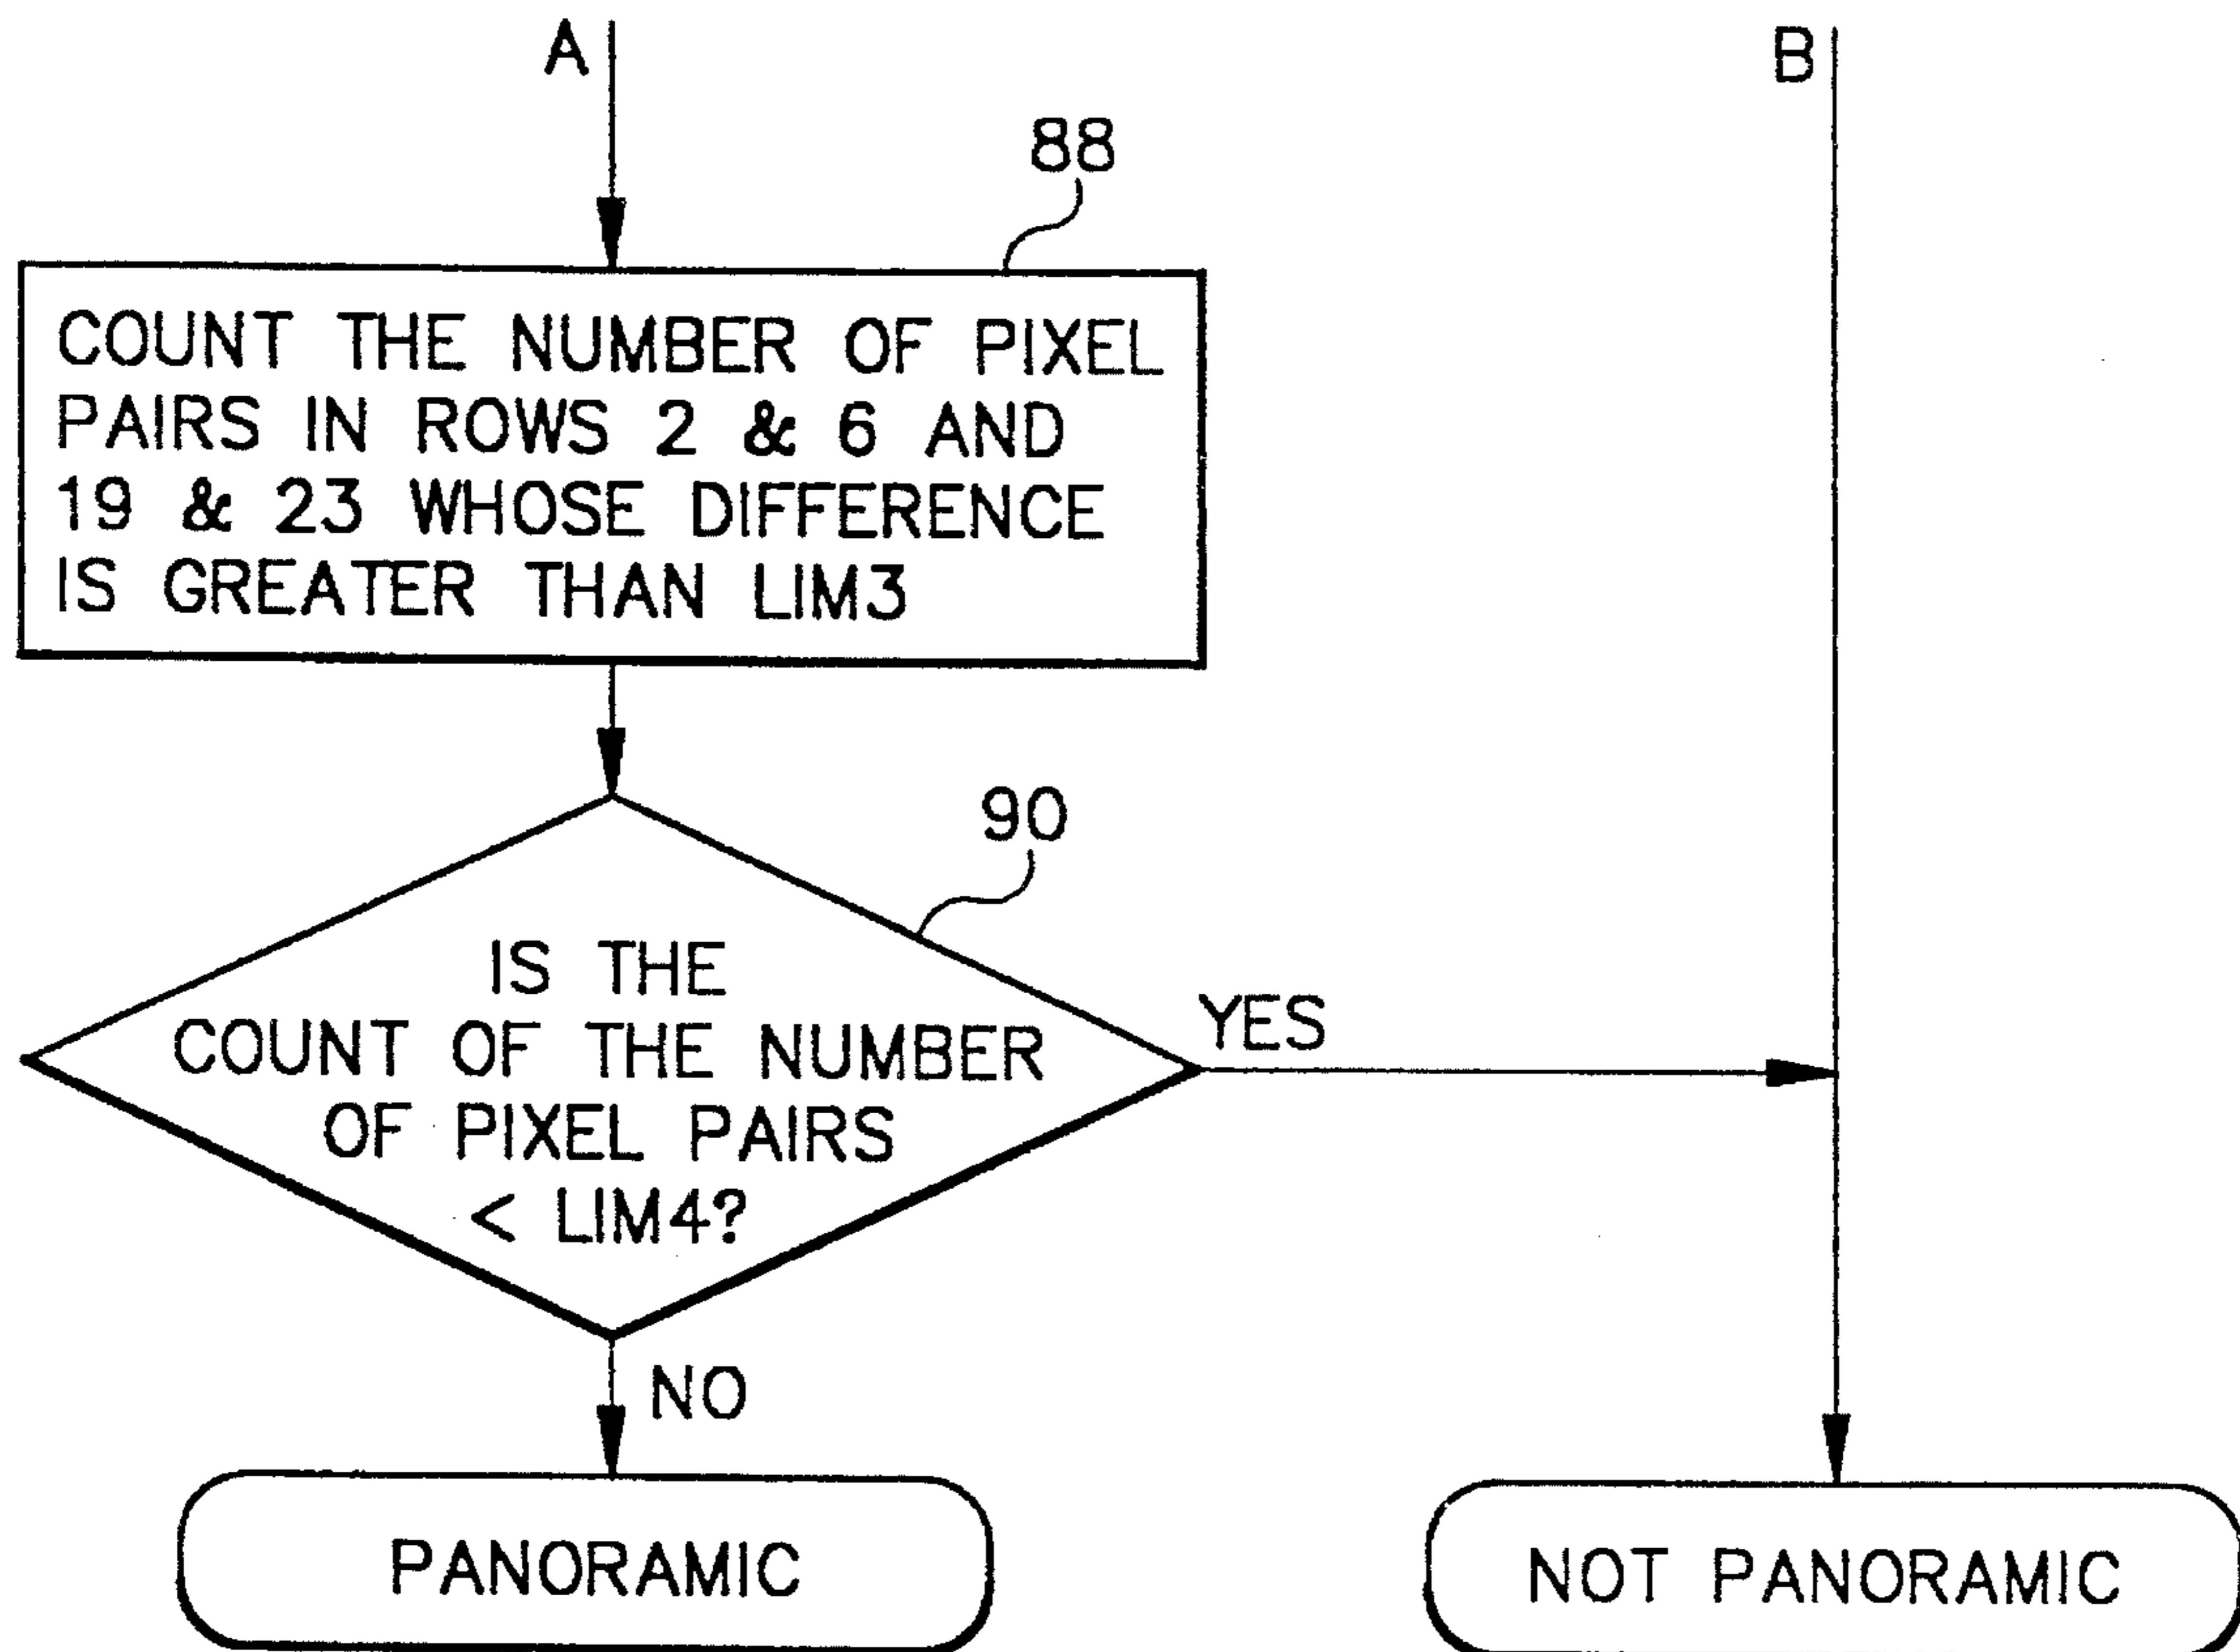 A
B
88
COUNT THE NUMBER OF PIXEL
PAIRS IN ROWS 2 & 6 AND
19 & 23 WHOSE DIFFERENCE
IS GREATER THAN LIM3
90
IS THE
COUNT OF THE NUMBER
OF PIXEL PAIRS
< LIM4?
YES
NO
PANORAMIC
NOT PANORAMIC